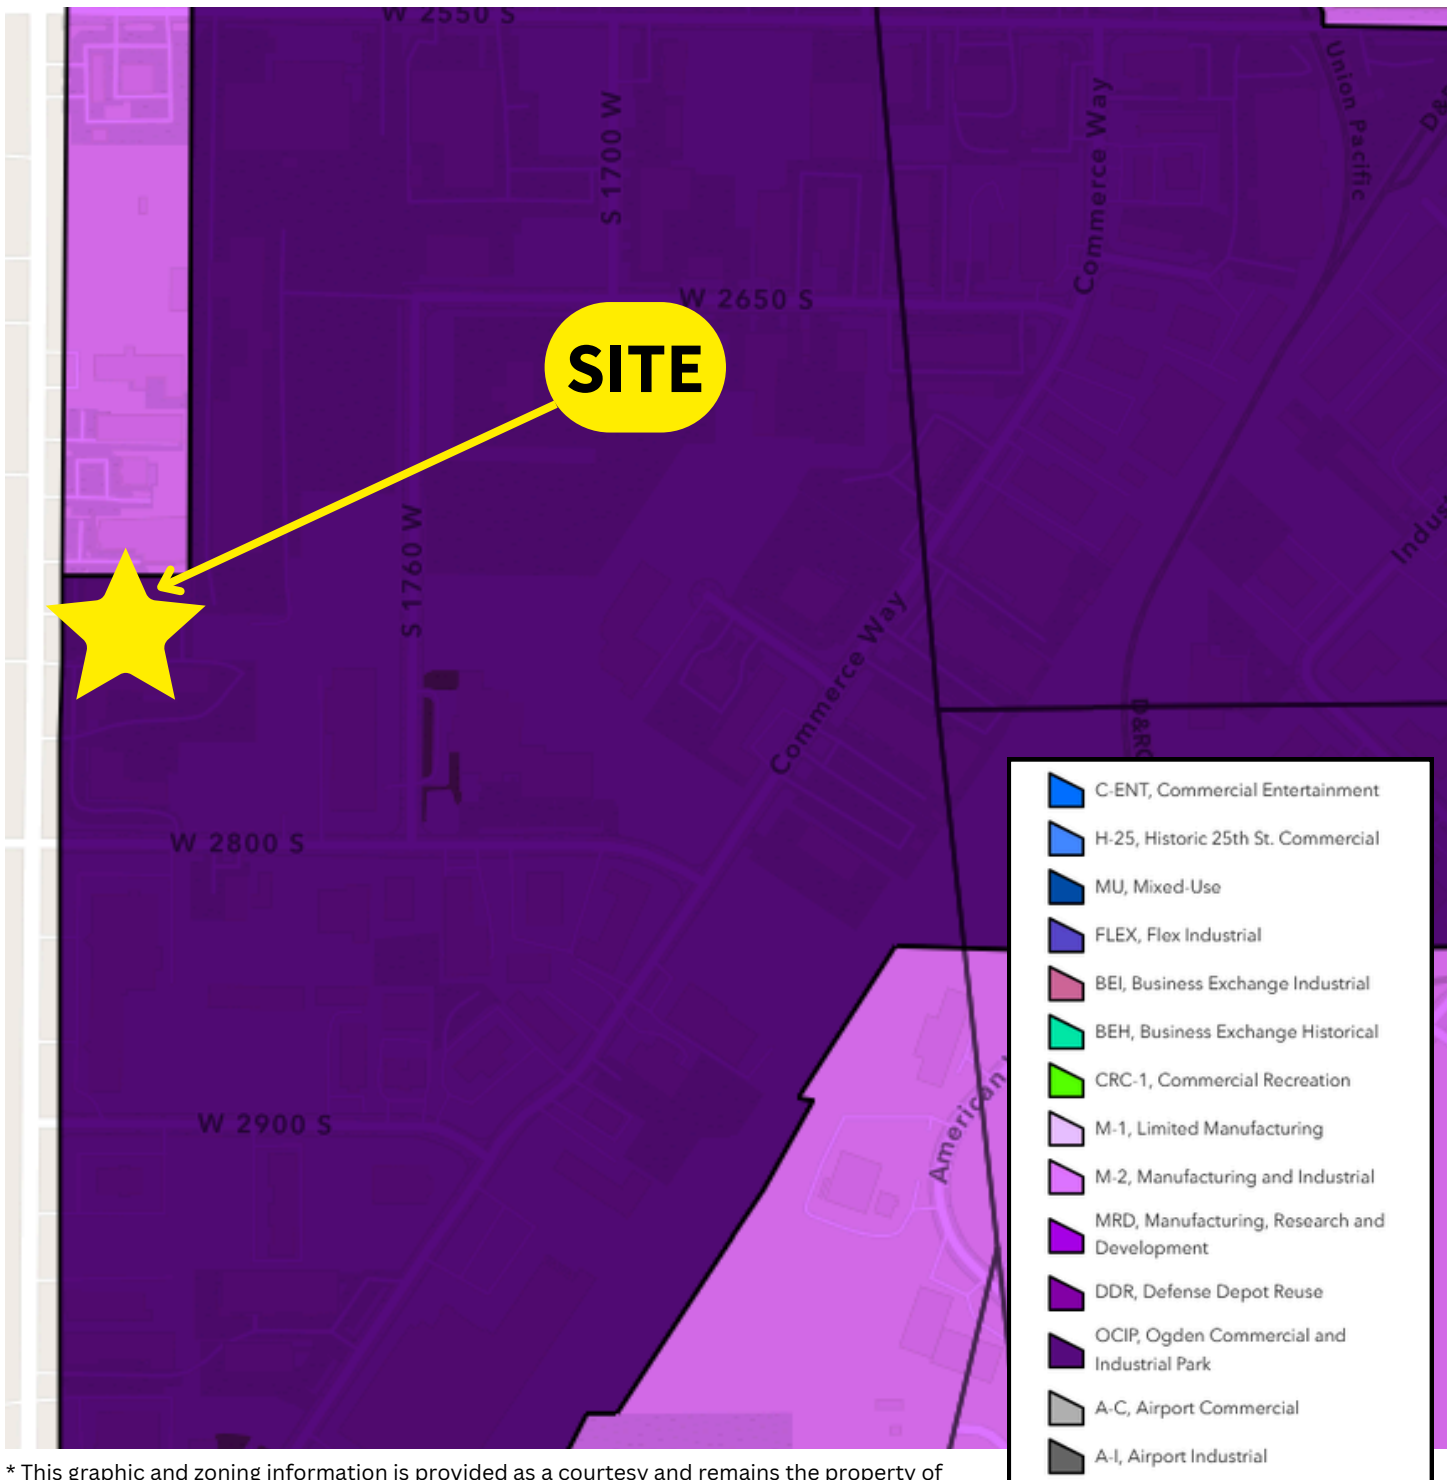 W 2550 S
Union Pacific
D&
S 1700 W
Commerce Way
W 2650 S
SITE
S 1760 W
Indus
Commerce Way
D&RG
W 2800 S
C-ENT, Commercial Entertainment
H-25, Historic 25th St. Commercial
MU, Mixed-Use
FLEX, Flex Industrial
BEI, Business Exchange Industrial
BEH, Business Exchange Historical
CRC-1, Commercial Recreation
M-1, Limited Manufacturing
M-2, Manufacturing and Industrial
MRD, Manufacturing, Research and
Development
DDR, Defense Depot Reuse
OCIP, Ogden Commercial and
Industrial Park
A-C, Airport Commercial
A-I, Airport Industrial
American
W 2900 S
* This graphic and zoning information is provided as a courtesy and remains the property of